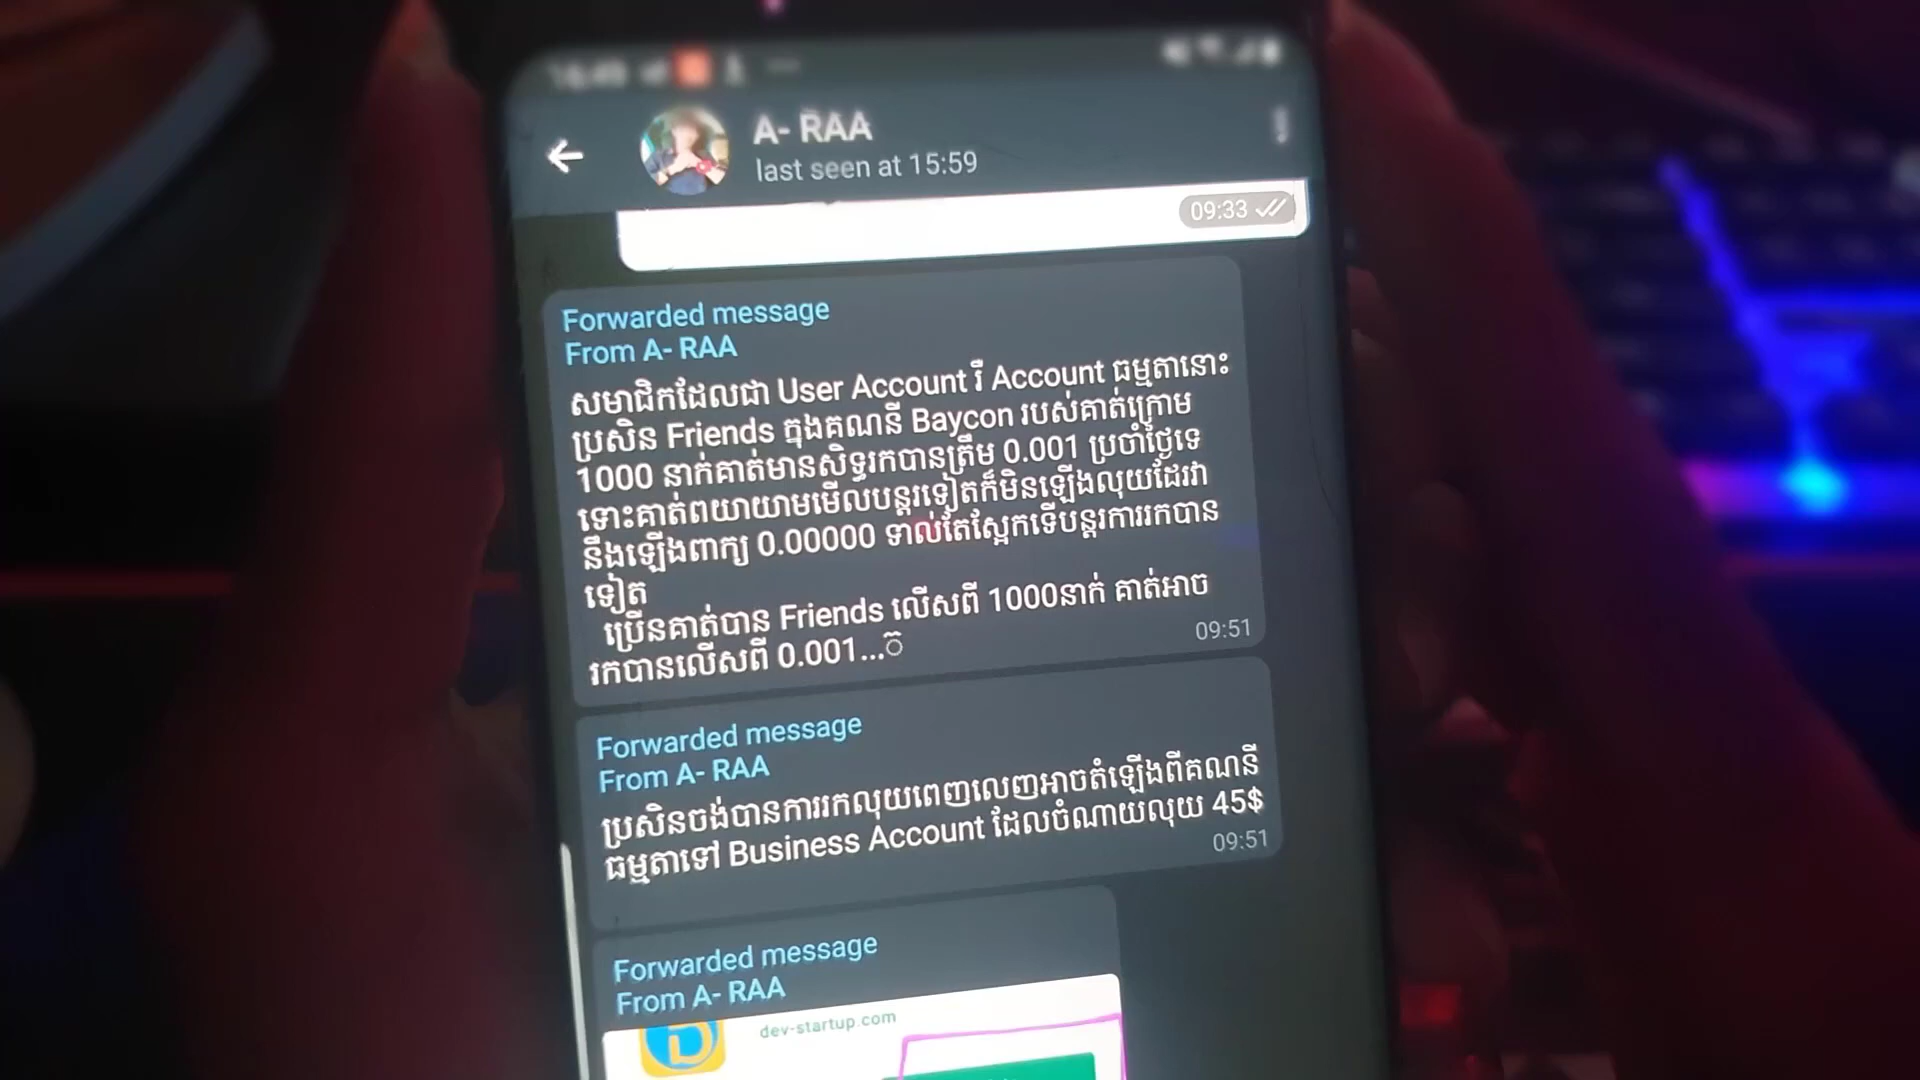 A- RAA
last seen at 15:59
09:33
Forwarded message
From A- RAA
សមាជិកដែលជា User Account រឺ Account ធម្មតានោះ
ប្រសិន Friends ក្នុងគណនី Baycon របស់គាត់ក្រោម
1000 នាក់គាត់មានសិទ្ធរកបានត្រឹម 0.001 ប្រចាំថ្ងៃទេ
ទោះគាត់ពយាយាមមើលបន្តរទៀតក៏មិនឡើងលុយដែរវា
នឹងឡើងពាក្យ 0.00000 ទាល់តែស្អែកទើបន្តរការរកបាន
ទៀត
ប្រើនគាត់បាន Friends លើសពី 1000នាក់ គាត់អាច
រកបានលើសពី 0.001...
09:51
Forwarded message
From A- RAA
ប្រសិនចង់បានការរកលុយពេញលេញអាចតំឡើងពីគណនី
ធម្មតាទៅ Business Account ដែលចំណាយលុយ 45$
09:51
Forwarded message
From A- RAA
dev-startup.com